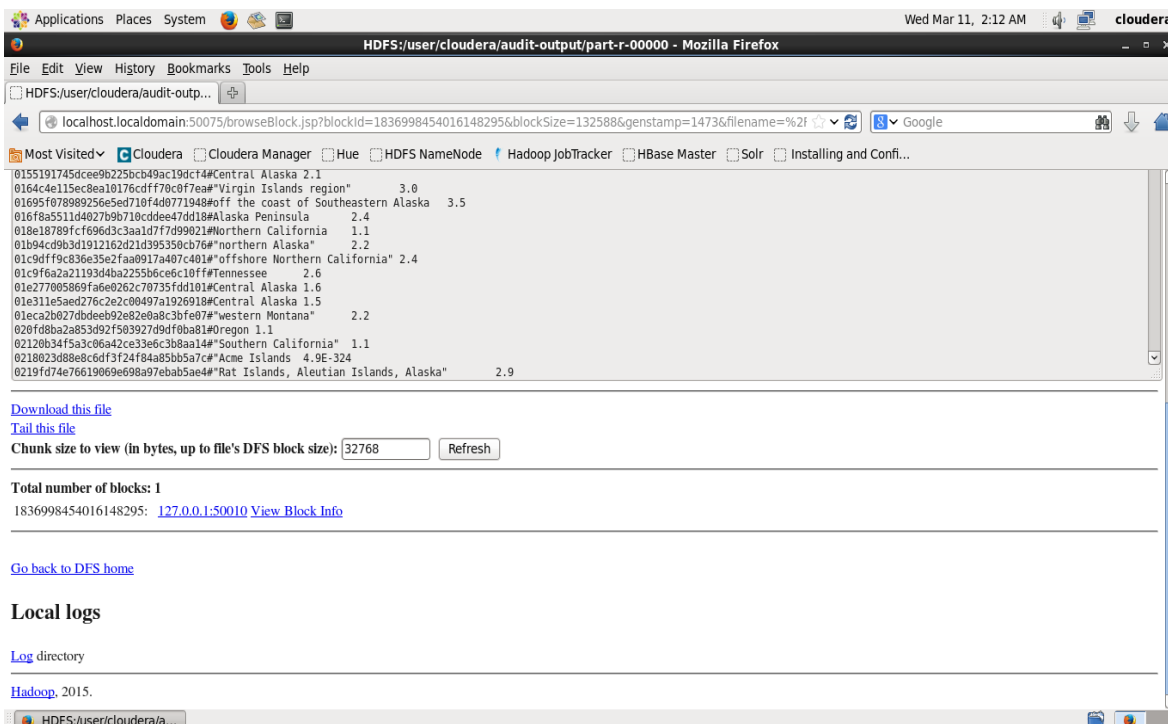 Applications Places System Wed Mar 11, 2:12 AM cloudera
HDFS:/user/cloudera/audit-output/part-r-00000 - Mozilla Firefox
File Edit View History Bookmarks Tools Help
HDFS:/user/cloudera/audit-outp...
localhost.localdomain:50075/browseBlock.jsp?blockId=1836998454016148295&blockSize=132588&genstamp=1473&filename=%2f Google
Most Visited Cloudera Cloudera Manager Hue HDFS NameNode Hadoop JobTracker HBase Master Solr Installing and Confi...
0155191745dcee9b225bcb49ac19dcf4#Central Alaska 2.1
0164c4e115ec8ea10176cdff70c0f7ea#"Virgin Islands region" 3.0
01695f078989256e5ed710f4d0771948#off the coast of Southeastern Alaska 3.5
016f8a5511d4027b9b710cddee47dd18#Alaska Peninsula 2.4
018e18789fcf696d3c3aa1d7f7d99021#Northern California 1.1
01b94cd9b3d1912162d21d395350cb76#"northern Alaska" 2.2
01c9dff9c836e35e2faa0917a407c401#"offshore Northern California" 2.4
01c9f6a2a21193d4ba2255b6ce6c10ff#Tennessee 2.6
01e277005869fa6e0262c70735fdd101#Central Alaska 1.6
01e311e5aed276c2e2c00497a1926918#Central Alaska 1.5
01eca2b027dbdeeb92e82e0a8c3bfe07#"western Montana" 2.2
020fd8ba2a853d92f503927d9df0ba81#Oregon 1.1
02120b34f5a3c06a42ce33e6c3b8aa14#"Southern California" 1.1
0218023d88e8c6df3f24f84a85bb5a7c#"Acme Islands 4.9E-324
0219fd74e76619069e698a97ebab5ae4#"Rat Islands, Aleutian Islands, Alaska" 2.9
Download this file
Tail this file
Chunk size to view (in bytes, up to file's DFS block size): 32768 Refresh
Total number of blocks: 1
1836998454016148295: 127.0.0.1:50010 View Block Info
Go back to DFS home
Local logs
Log directory
Hadoop, 2015.
HDFS:/user/cloudera/a...